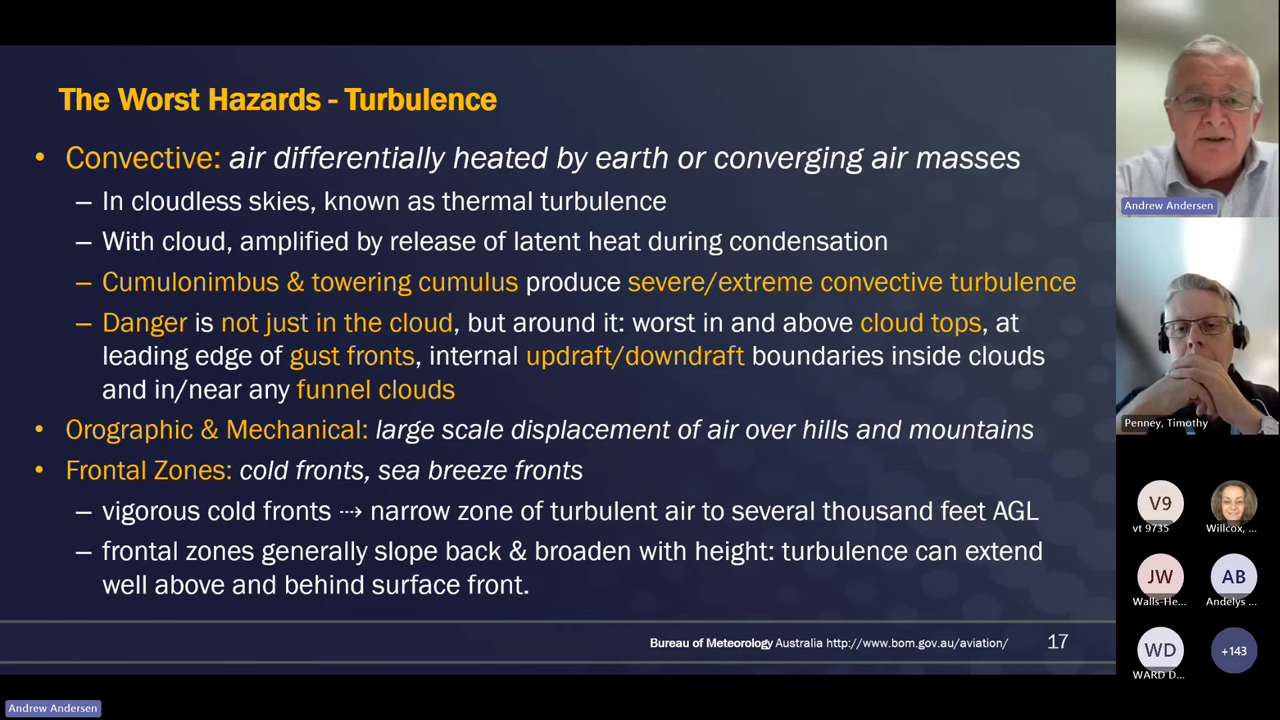 The Worst Hazards - Turbulence
• Convective: air differentially heated by earth or converging air masses
– In cloudless skies, known as thermal turbulence
– With cloud, amplified by release of latent heat during condensation
– Cumulonimbus & towering cumulus produce severe/extreme convective turbulence
– Danger is not just in the cloud, but around it: worst in and above cloud tops, at
leading edge of gust fronts, internal updraft/downdraft boundaries inside clouds
and in/near any funnel clouds
• Orographic & Mechanical: large scale displacement of air over hills and mountains
• Frontal Zones: cold fronts, sea breeze fronts
– vigorous cold fronts ⇢ narrow zone of turbulent air to several thousand feet AGL
– frontal zones generally slope back & broaden with height: turbulence can extend
well above and behind surface front.
Bureau of Meteorology Australia http://www.bom.gov.au/aviation/
17
Andrew Andersen
Penney, Timothy
V9
vt 9735
Willcox, ...
JW
Walls-He...
AB
Andelys ...
WD
WARD D...
+143
Andrew Andersen